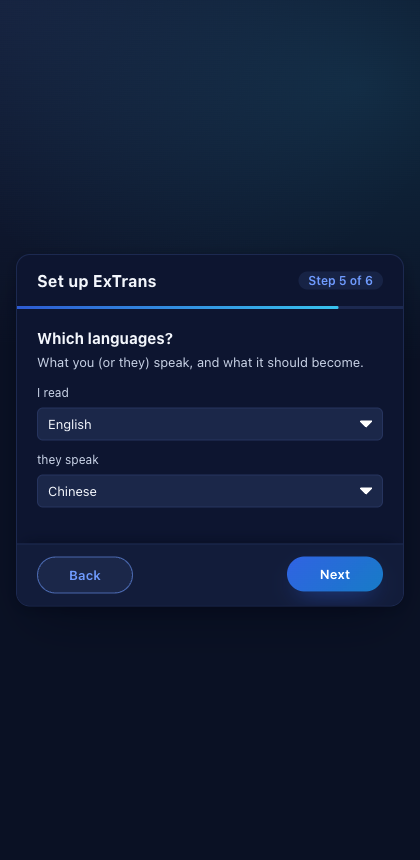 Set up ExTrans
Step 5 of 6
Which languages?
What you (or they) speak, and what it should become.
I read
English
they speak
Chinese
Back
Next